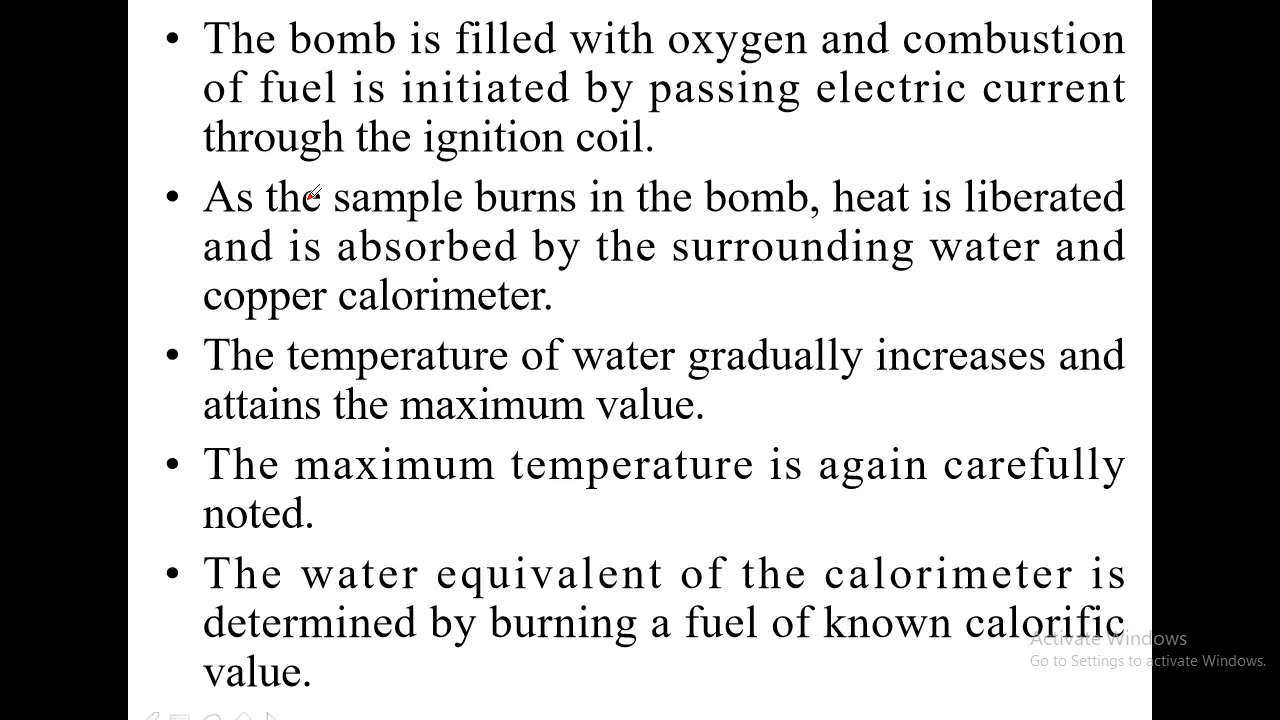 • The bomb is filled with oxygen and combustion
of fuel is initiated by passing electric current
through the ignition coil.
• As the sample burns in the bomb, heat is liberated
and is absorbed by the surrounding water and
copper calorimeter.
• The temperature of water gradually increases and
attains the maximum value.
• The maximum temperature is again carefully
noted.
• The water equivalent of the calorimeter is
determined by burning a fuel of known calorific
value.
Activate Windows
Go to Settings to activate Windows.